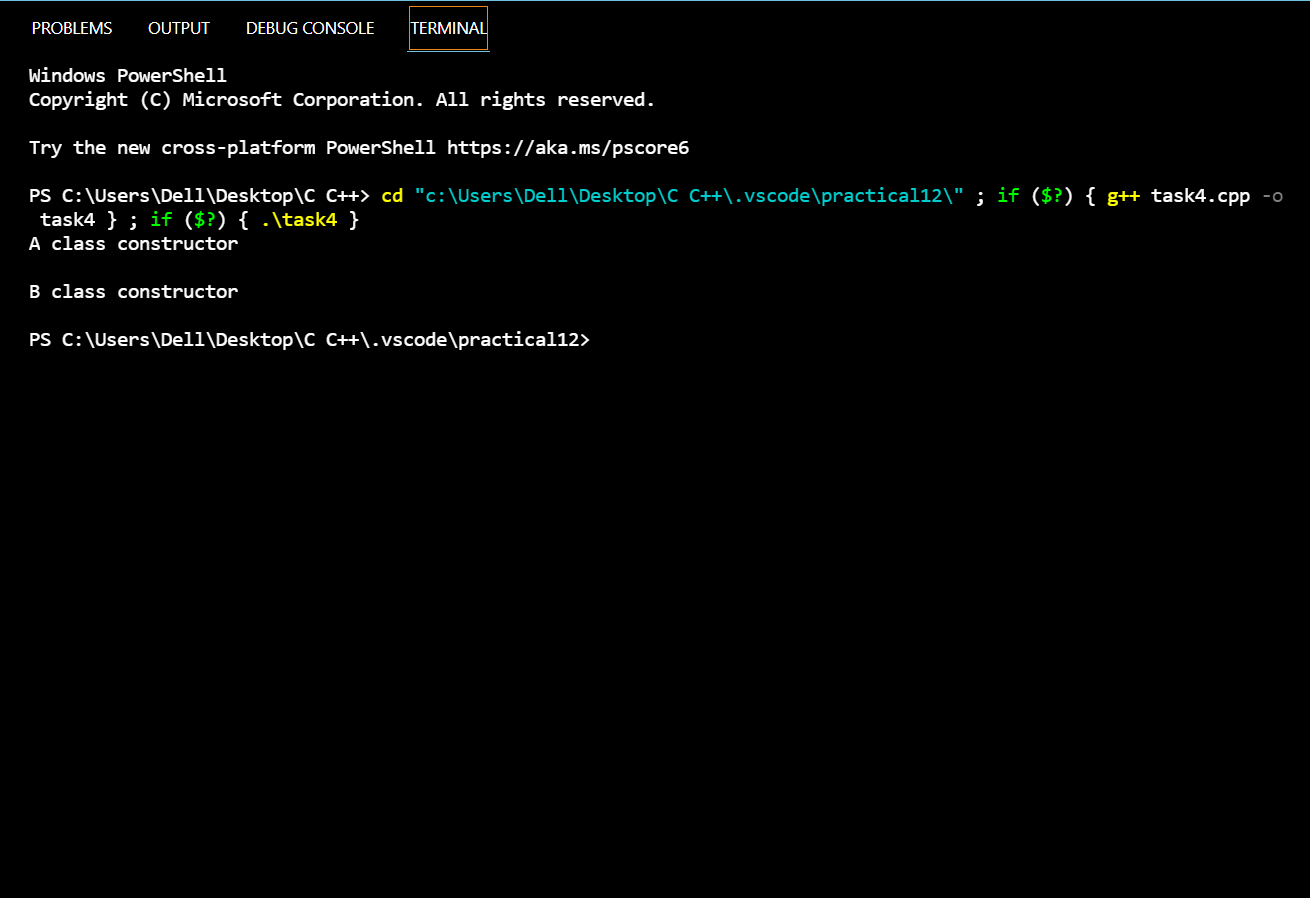 PROBLEMS OUTPUT DEBUG CONSOLE TERMINAL
Windows PowerShell
Copyright (C) Microsoft Corporation. All rights reserved.
Try the new cross-platform PowerShell https://aka.ms/pscore6
PS C:\Users\Dell\Desktop\C C++> cd "c:\Users\Dell\Desktop\C C++\.vscode\practical12\" ; if ($?) { g++ task4.cpp -o
task4 } ; if ($?) { .\task4 }
A class constructor
B class constructor
PS C:\Users\Dell\Desktop\C C++\.vscode\practical12>